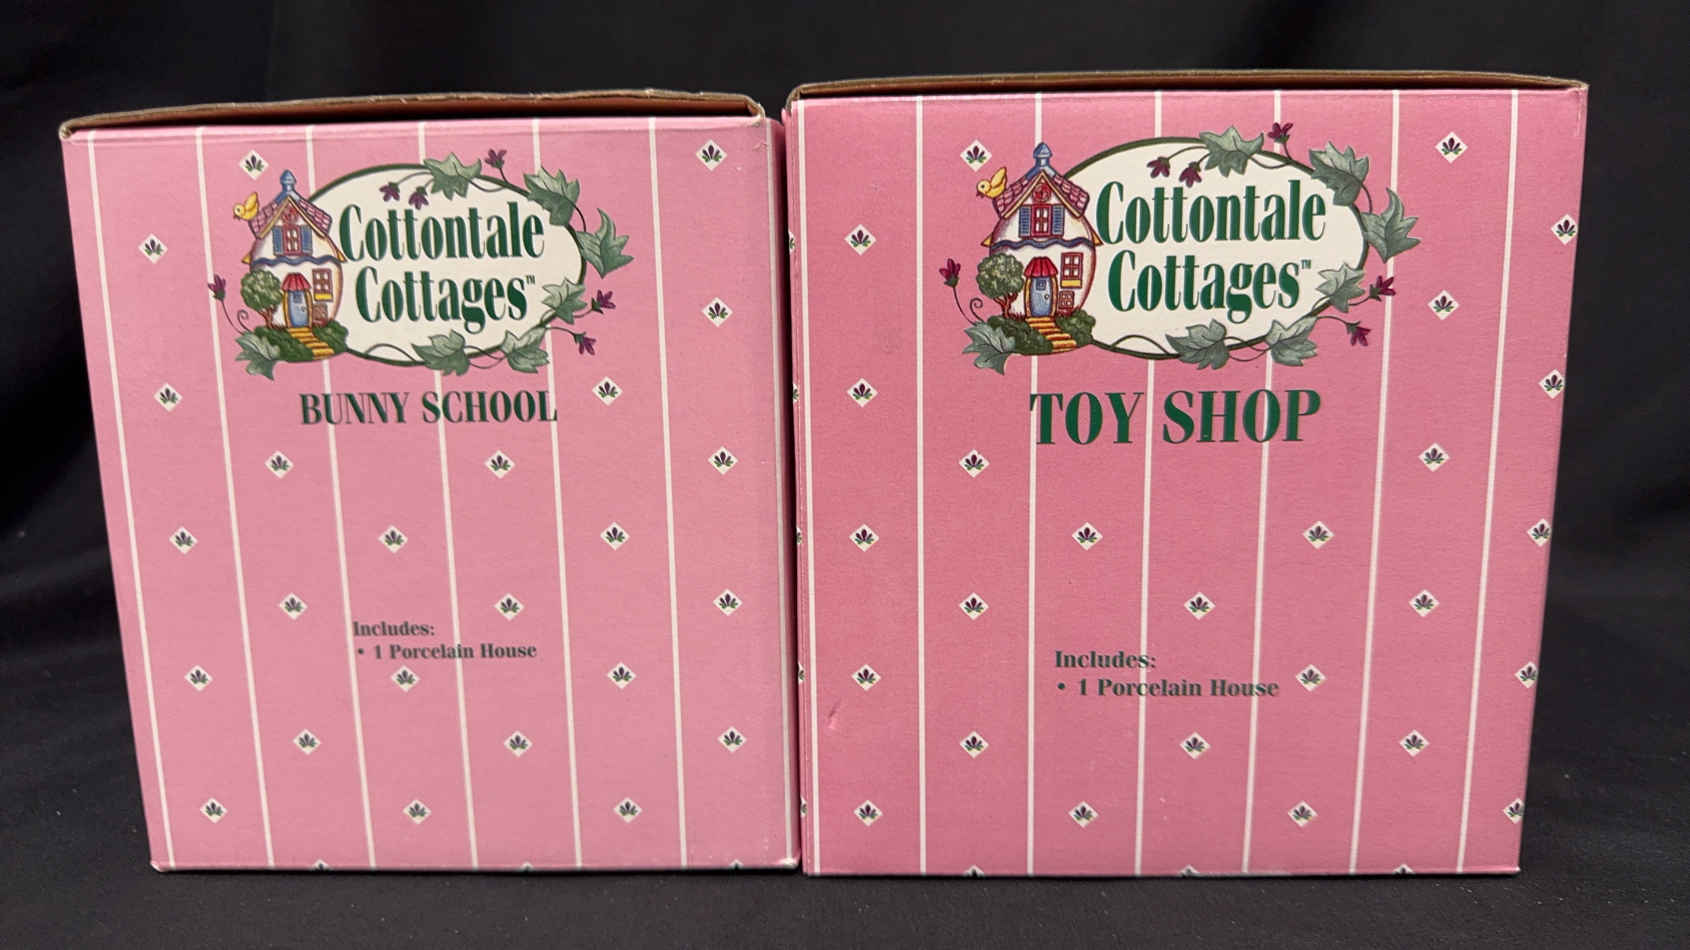 Cottontale
Cottages™
BUNNY SCHOOL
Includes:
• 1 Porcelain House
Cottontale
Cottages™
TOY SHOP
Includes:
• 1 Porcelain House